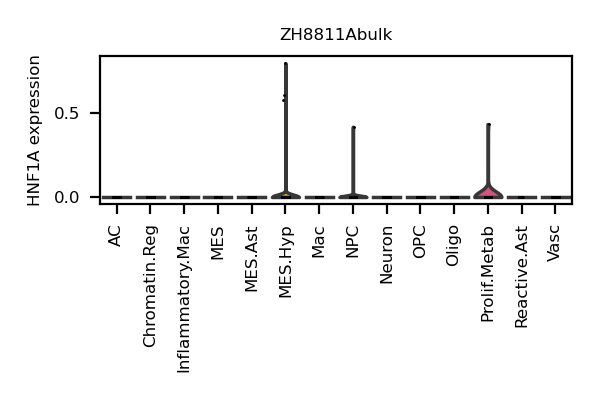 ZH8811Abulk
HNF1A expression
0.5
0.0
AC
Chromatin.Reg
Inflammatory.Mac
MES
MES.Ast
MES.Hyp
Mac
NPC
Neuron
OPC
Oligo
Prolif.Metab
Reactive.Ast
Vasc